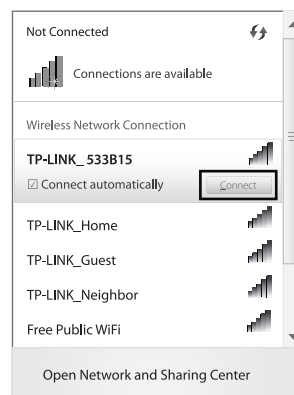 Not Connected
Connections are available
Wireless Network Connection
TP-LINK_ 533B15
Connect automatically
Connect
TP-LINK_Home
TP-LINK_Guest
TP-LINK_Neighbor
Free Public WiFi
Open Network and Sharing Center